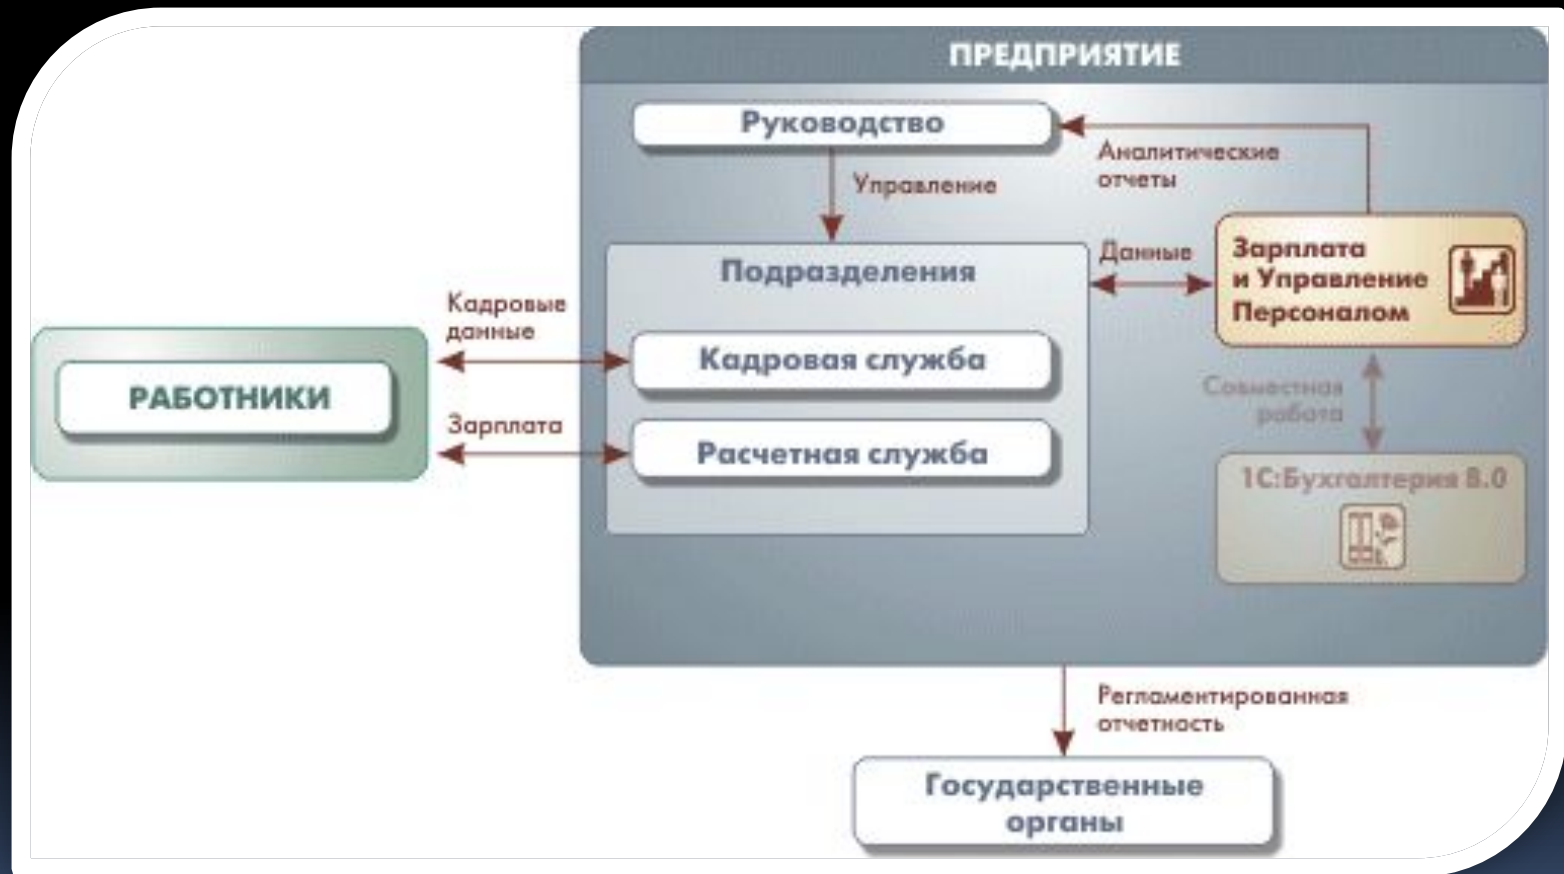 ПРЕДПРИЯТИЕ
Руководство
Аналитические
отчеты
Управление
Подразделения
Данные
Зарплата
и Управление
Персоналом
Кадровые
данные
Кадровая служба
РАБОТНИКИ
Совместная
работа
Зарплата
Расчетная служба
1С:Бухгалтерия 8.0
Регламентированная
отчетность
Государственные
органы